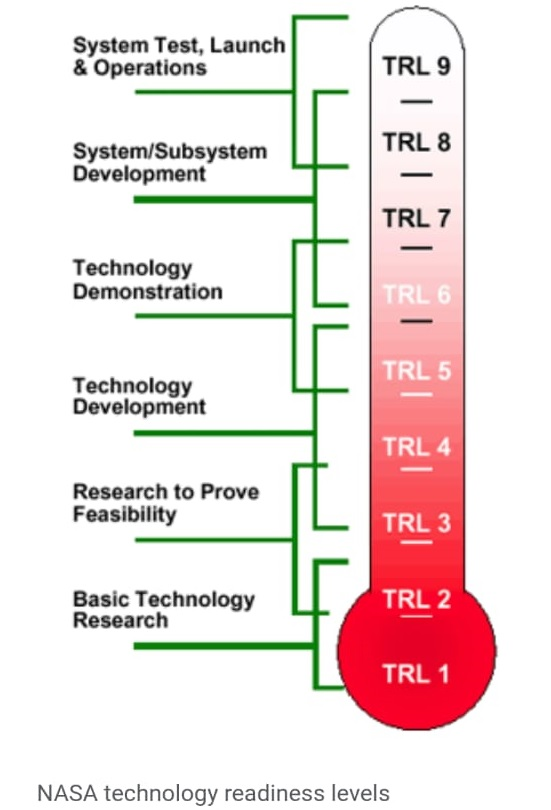 System Test, Launch
& Operations
System/Subsystem
Development
Technology
Demonstration
Technology
Development
Research to Prove
Feasibility
Basic Technology
Research
TRL 9
TRL 8
TRL 7
TRL 6
TRL 5
TRL 4
TRL 3
TRL 2
TRL 1
NASA technology readiness levels